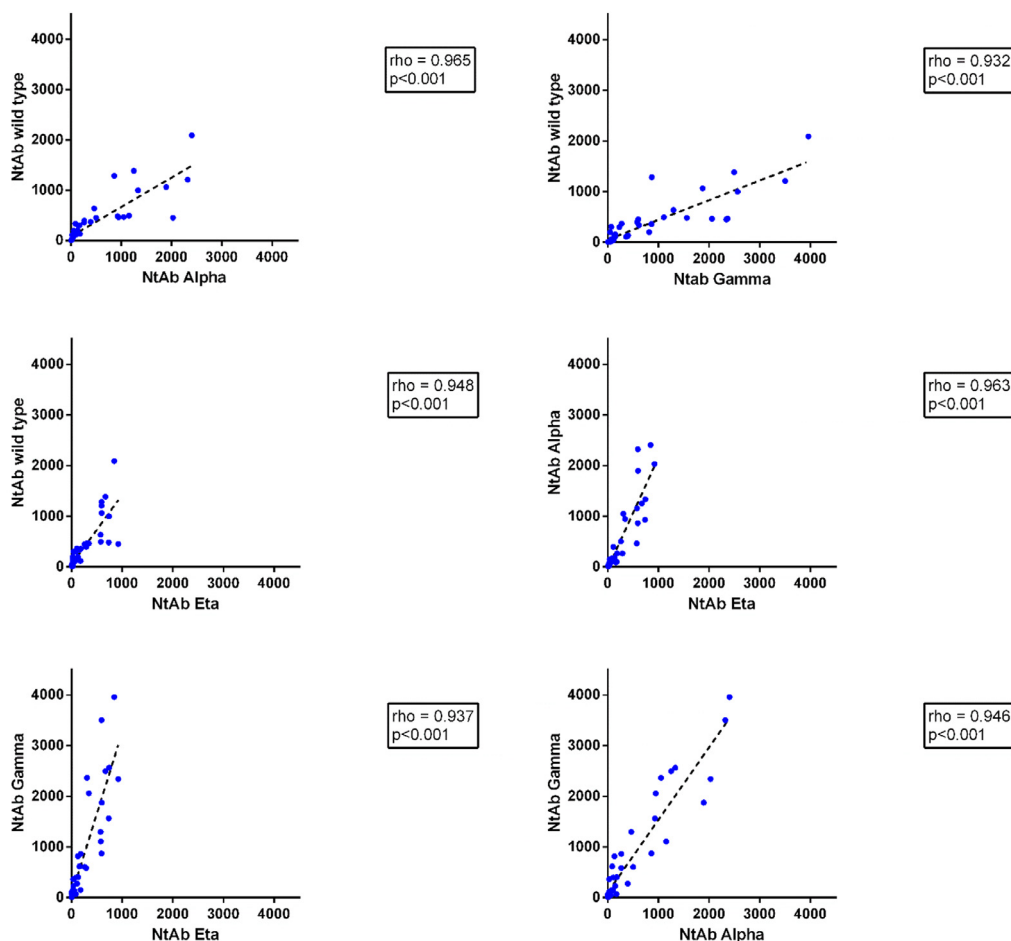 4000
3000
2000
1000
0
NtAb wild type
0 1000 2000 3000 4000
NtAb Alpha
rho = 0.965
p<0.001
4000
3000
2000
1000
0
NtAb wild type
0 1000 2000 3000 4000
Ntab Gamma
rho = 0.932
p<0.001
4000
3000
2000
1000
0
NtAb wild type
0 1000 2000 3000 4000
NtAb Eta
rho = 0.948
p<0.001
4000
3000
2000
1000
0
NtAb Alpha
0 1000 2000 3000 4000
NtAb Eta
rho = 0.963
p<0.001
4000
3000
2000
1000
0
NtAb Gamma
0 1000 2000 3000 4000
NtAb Eta
rho = 0.937
p<0.001
4000
3000
2000
1000
0
NtAb Gamma
0 1000 2000 3000 4000
NtAb Alpha
rho = 0.946
p<0.001